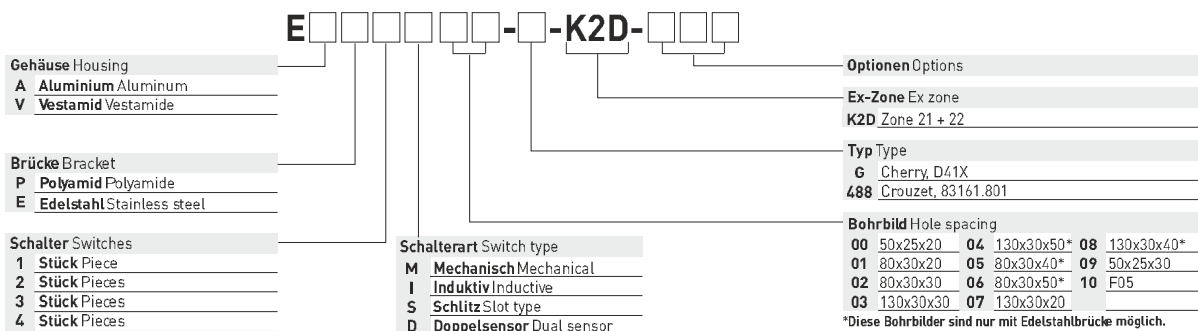 E□□□□ □□-□-K2D-□□□
Gehäuse Housing
A Aluminium Aluminum
V Vestamid Vestamide
Brücke Bracket
P Polyamid Polyamide
E Edelstahl Stainless steel
Schalter Switches
1 Stück Piece
2 Stück Pieces
3 Stück Pieces
4 Stück Pieces
Schalterart Switch type
M Mechanisch Mechanical
I Induktiv Inductive
S Schlitz Slot type
D Doppelsensor Dual sensor
Optionen Options
Ex-Zone Ex zone
K2D Zone 21 + 22
Typ Type
G Cherry, D41X
488 Crouzet, 83161.801
Bohrbild Hole spacing
00 50x25x20 04 130x30x50* 08 130x30x40*
01 80x30x20 05 80x30x40* 09 50x25x30
02 80x30x30 06 80x30x50* 10 F05
03 130x30x30 07 130x30x20
*Diese Bohrbilder sind nur mit Edelstahlbrücke möglich.